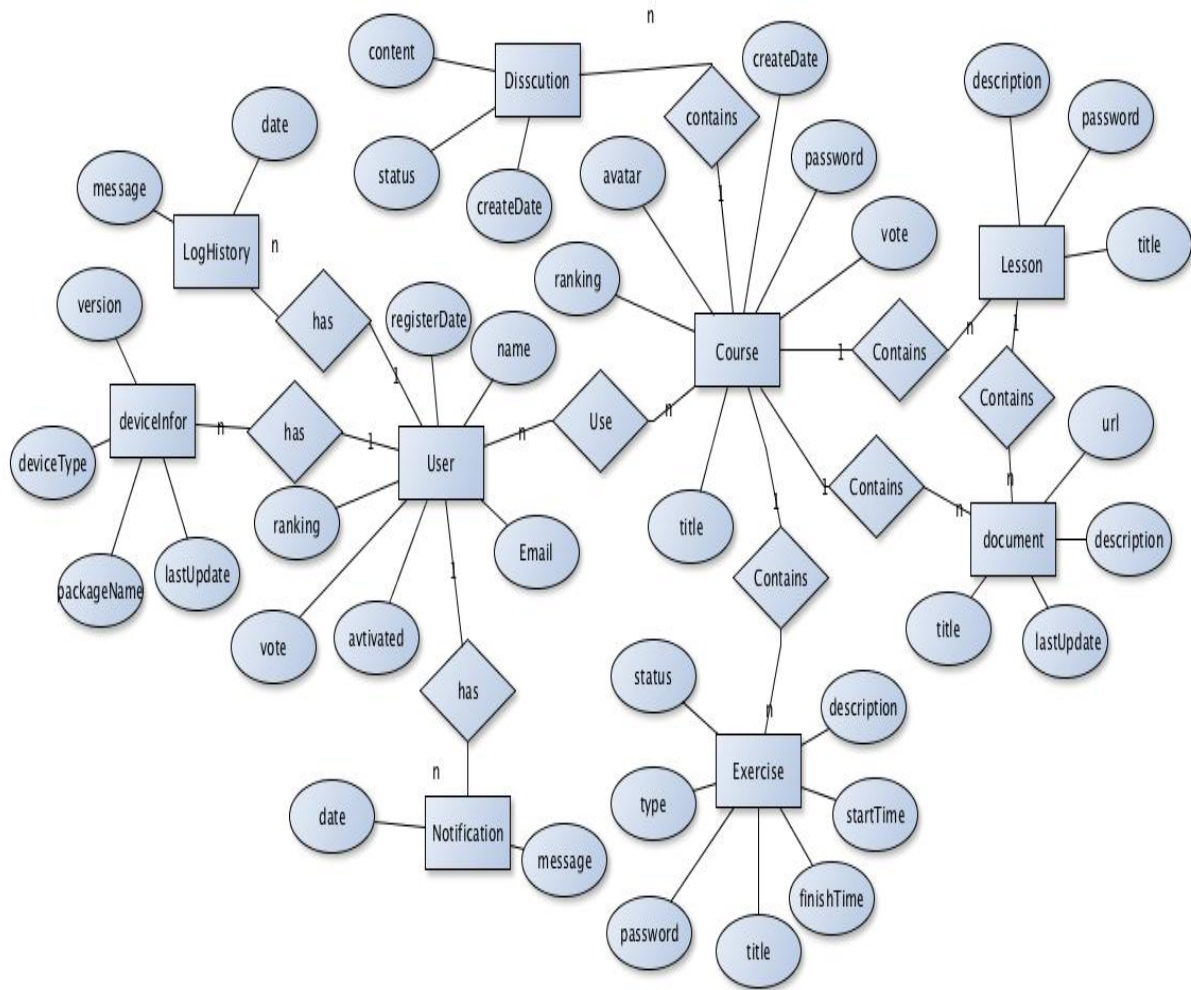 n
content
Disscution
createDate
description
date
contains
password
message
status
avatar
password
createDate
1
LogHistory
n
vote
title
Lesson
version
ranking
has
registerDate
name
Course
1
Contains
n
1
1
deviceInfor
n
has
1
User
n
Use
n
Contains
url
deviceType
ranking
Email
title
1
1
Contains
n
n
document
description
packageName
lastUpdate
1
Contains
vote
avtivated
title
lastUpdate
has
status
n
description
n
Exercise
date
Notification
message
type
startTime
finishTime
password
title